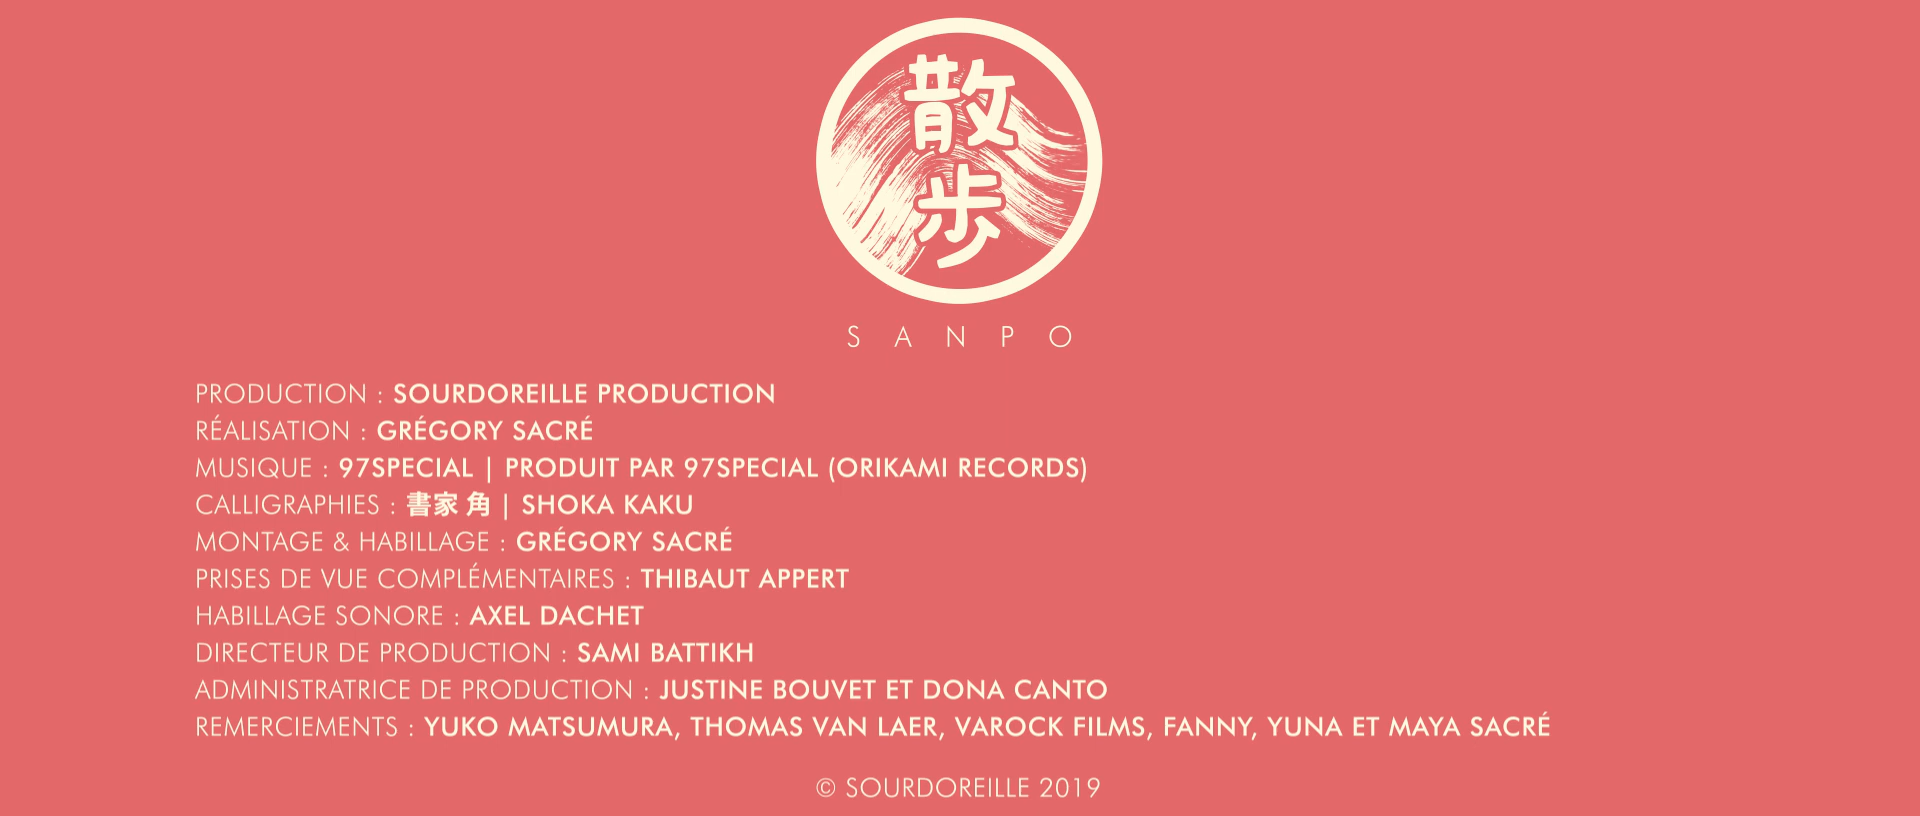 散歩
SANPO
PRODUCTION : SOURDOREILLE PRODUCTION
RÉALISATION : GRÉGORY SACRÉ
MUSIQUE : 97SPECIAL | PRODUIT PAR 97SPECIAL (ORIKAMI RECORDS)
CALLIGRAPHIES : 書家 角 | SHOKA KAKU
MONTAGE & HABILLAGE : GRÉGORY SACRÉ
PRISES DE VUE COMPLÉMENTAIRES : THIBAUT APPERT
HABILLAGE SONORE : AXEL DACHET
DIRECTEUR DE PRODUCTION : SAMI BATTIKH
ADMINISTRATRICE DE PRODUCTION : JUSTINE BOUVET ET DONA CANTO
REMERCIEMENTS : YUKO MATSUMURA, THOMAS VAN LAER, VAROCK FILMS, FANNY, YUNA ET MAYA SACRÉ
© SOURDOREILLE 2019